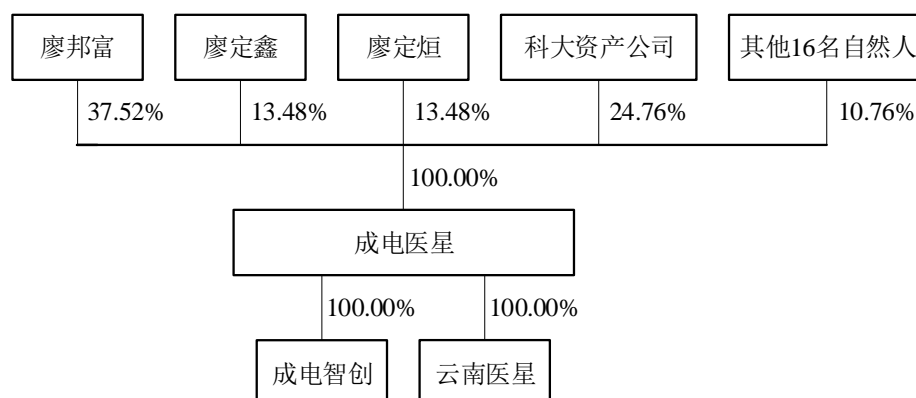 廖邦富
廖定鑫
廖定烜
科大资产公司
其他16名自然人
37.52%
13.48%
13.48%
24.76%
10.76%
100.00%
成电医星
100.00%
100.00%
成电智创
云南医星